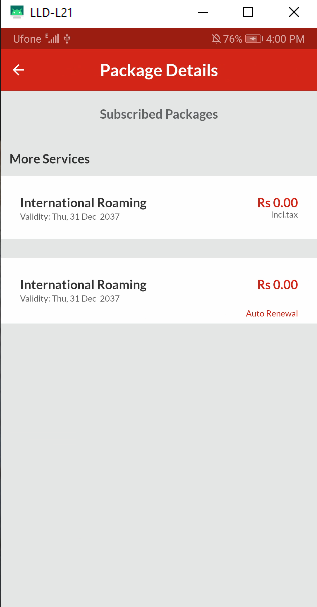 LLD-L21
Ufone 76% 4:00 PM
Package Details
Subscribed Packages
More Services
International Roaming Rs 0.00
Validity: Thu, 31 Dec 2037 Incl.tax
International Roaming Rs 0.00
Validity: Thu, 31 Dec 2037
Auto Renewal